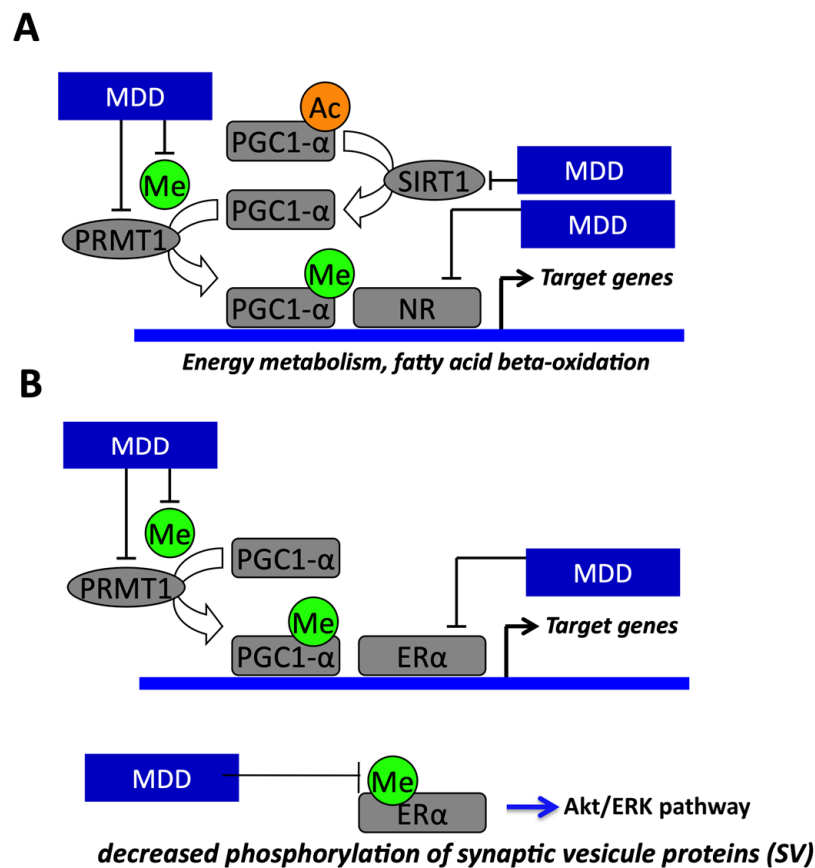 A
MDD
Ac
PGC1-α
Me
SIRT1
MDD
PGC1-α
MDD
PRMT1
Me
Target genes
PGC1-α
NR
Energy metabolism, fatty acid beta-oxidation
B
MDD
Me
PGC1-α
MDD
PRMT1
Me
Target genes
PGC1-α
ERα
MDD
Me
ERα
Akt/ERK pathway
decreased phosphorylation of synaptic vesicule proteins (SV)